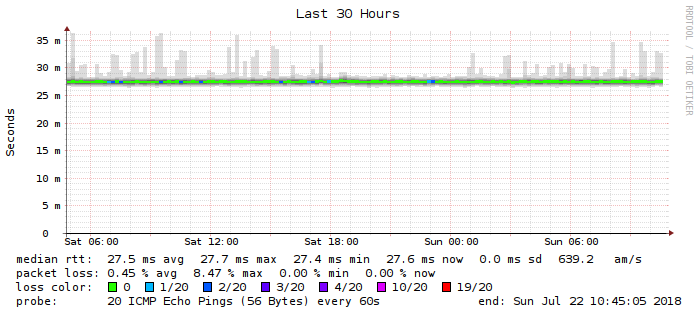 Last 30 Hours
RRDTOOL / TOBI OETIKER
Seconds
35 m
30 m
25 m
20 m
15 m
10 m
5 m
0
Sat 06:00 Sat 12:00 Sat 18:00 Sun 00:00 Sun 06:00
median rtt: 27.5 ms avg 27.7 ms max 27.4 ms min 27.6 ms now 0.0 ms sd 639.2 am/s
packet loss: 0.45 % avg 8.47 % max 0.00 % min 0.00 % now
loss color: 0 1/20 2/20 3/20 4/20 10/20 19/20
probe: 20 ICMP Echo Pings (56 Bytes) every 60s end: Sun Jul 22 10:45:05 2018